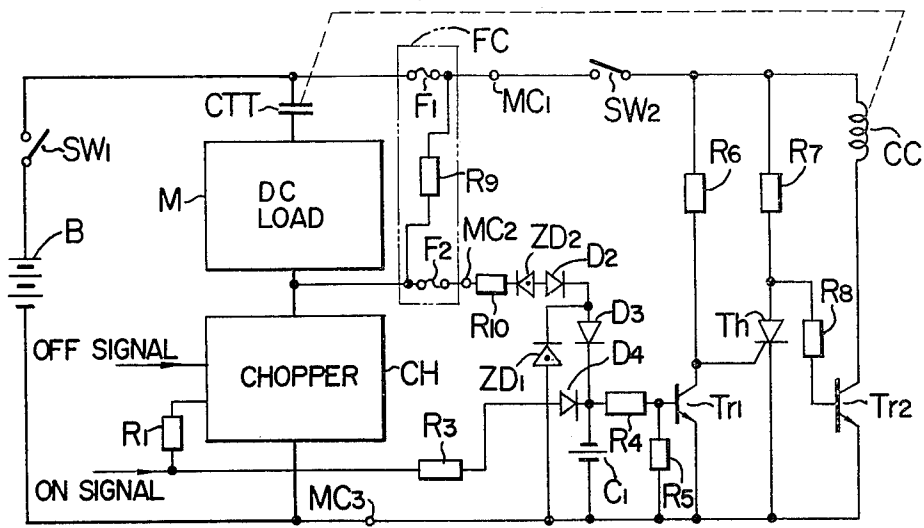 FC
CTT
F1
MC1
SW2
SW1
CC
R9
R6
R7
M
DC
LOAD
B
F2
MC2
ZD2
D2
R10
D3
R8
Th
OFF SIGNAL
CHOPPER
CH
ZD1
D4
Tr1
Tr2
R1
R3
R4
ON SIGNAL
MC3
C1
R5